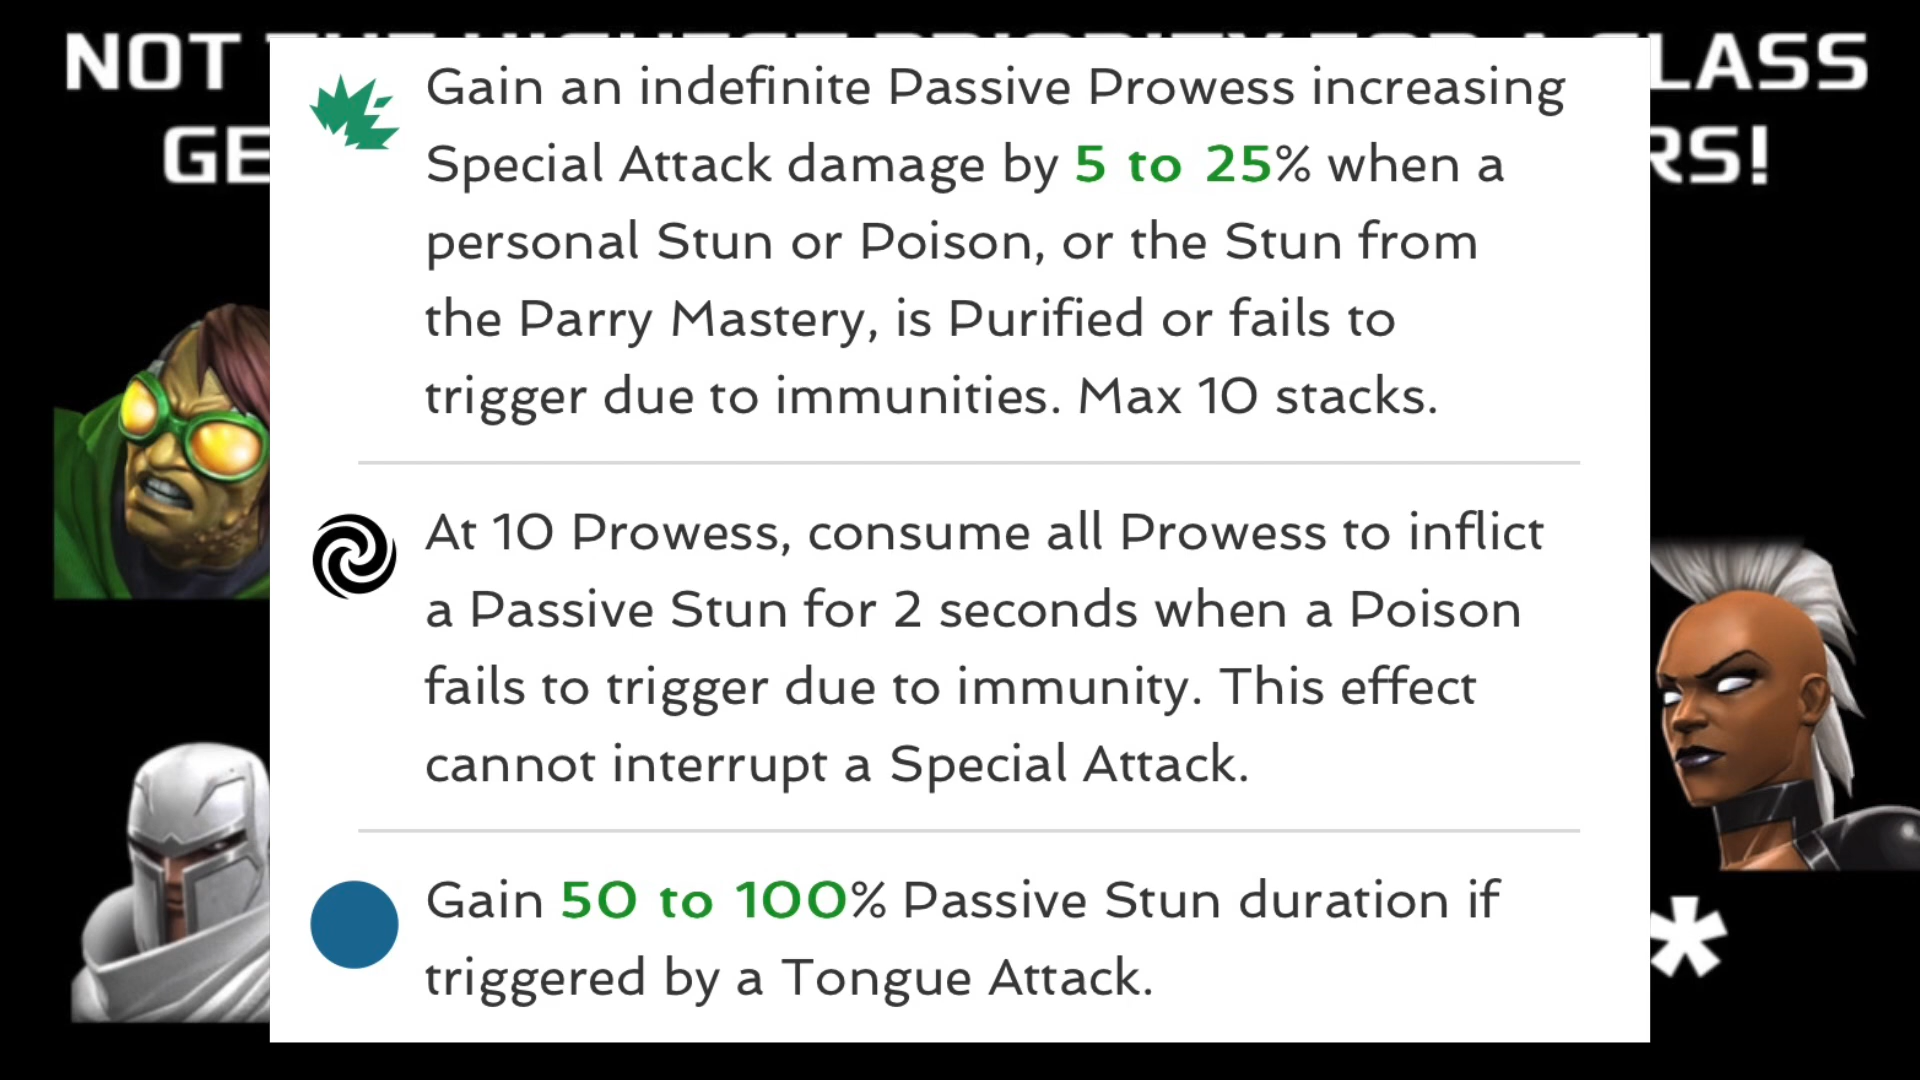 NOT LASS
Gain an indefinite Passive Prowess increasing
Special Attack damage by 5 to 25% when a
personal Stun or Poison, or the Stun from
the Parry Mastery, is Purified or fails to
trigger due to immunities. Max 10 stacks.
At 10 Prowess, consume all Prowess to inflict
a Passive Stun for 2 seconds when a Poison
fails to trigger due to immunity. This effect
cannot interrupt a Special Attack.
Gain 50 to 100% Passive Stun duration if
triggered by a Tongue Attack.
*